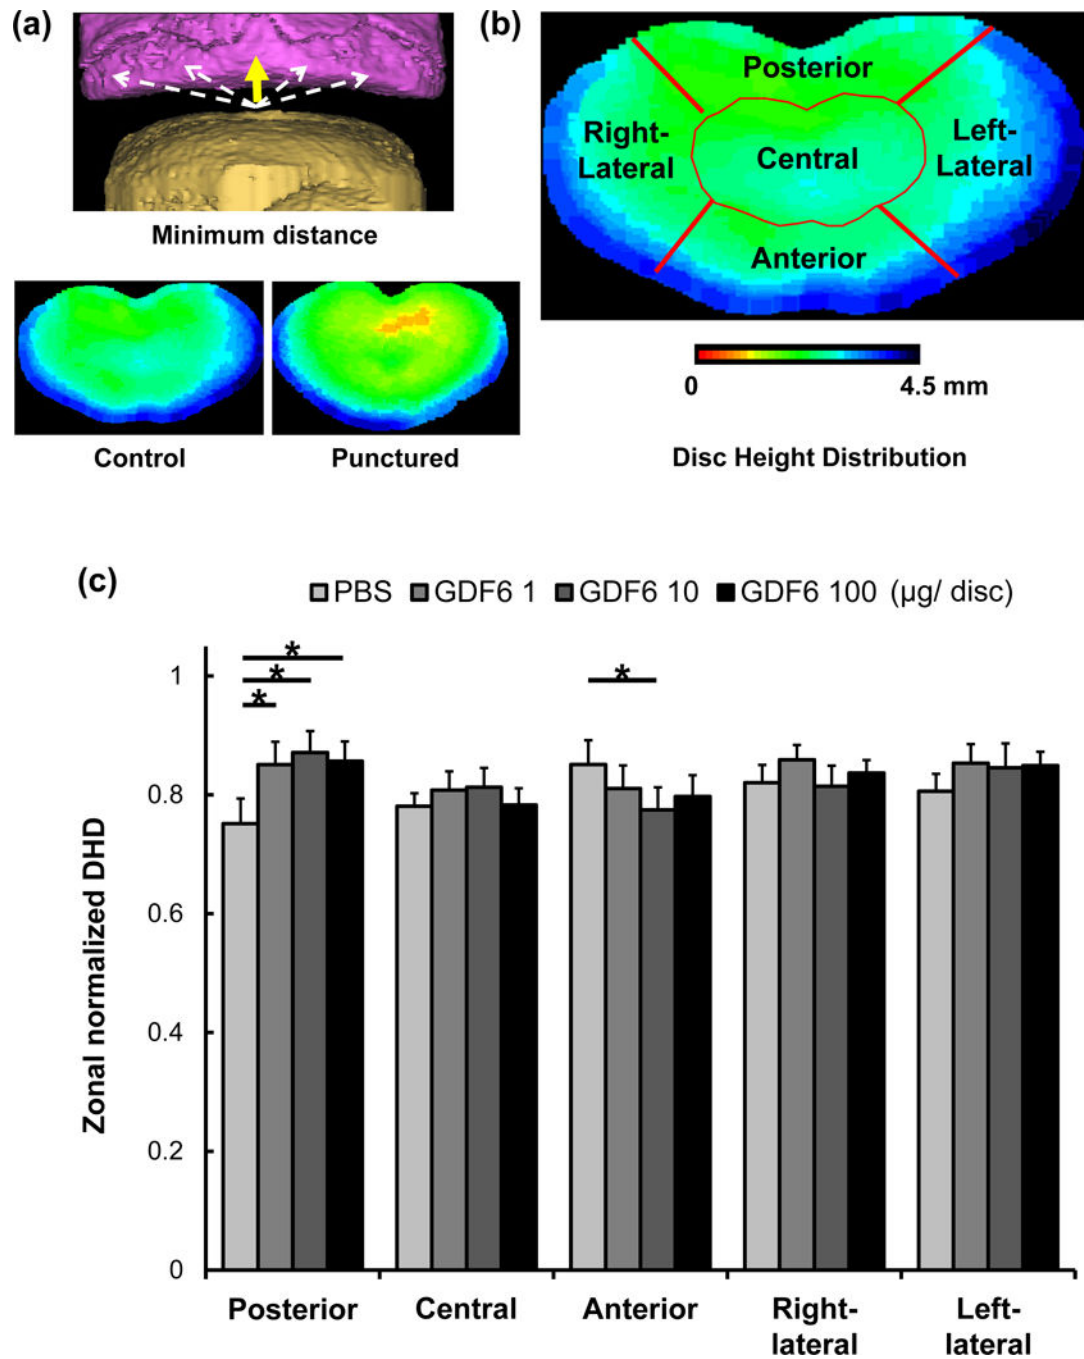 (a)
Minimum distance
Control
Punctured
(b)
Posterior
Right-
Lateral
Central
Left-
Lateral
Anterior
0
4.5 mm
Disc Height Distribution
(c)
PBS GDF6 1 GDF6 10 GDF6 100 (μg/ disc)
Zonal normalized DHD
1
0.8
0.6
0.4
0.2
0
*
*
*
*
Posterior
Central
Anterior
Right-
lateral
Left-
lateral